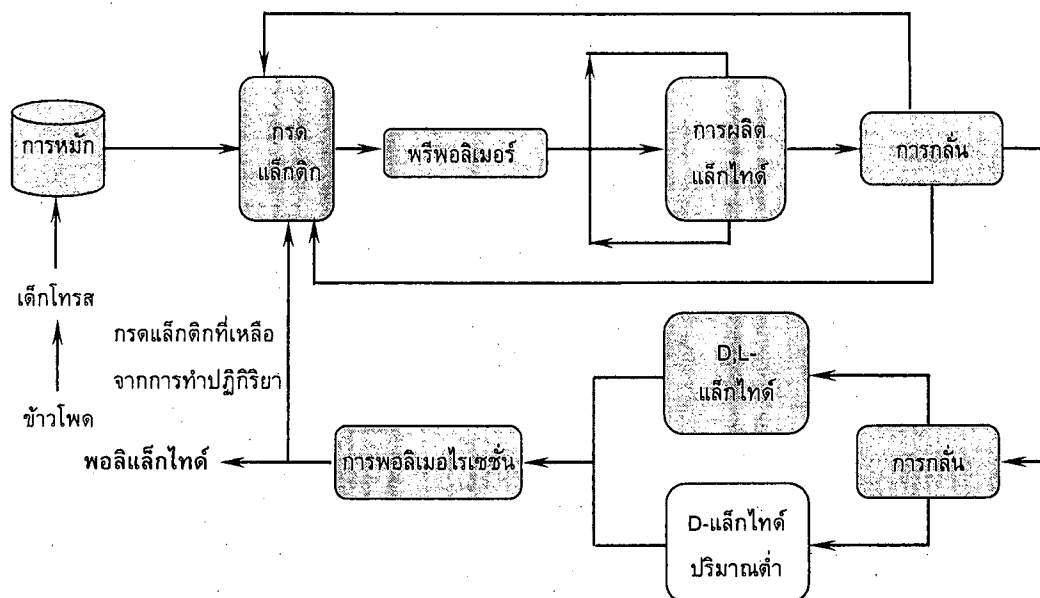 การหมัก
กรด
แล็กติก
พรีพอลิเมอร์
การผลิต
แล็กไทด์
การกลั่น
เด็กโทรส
ข้าวโพด
กรดแล็กติกที่เหลือ
จากการทำปฏิกิริยา
พอลิแล็กไทด์
การพอลิเมอไรเซชั่น
D,L-
แล็กไทด์
การกลั่น
D-แล็กไทด์
ปริมาณต่ำ